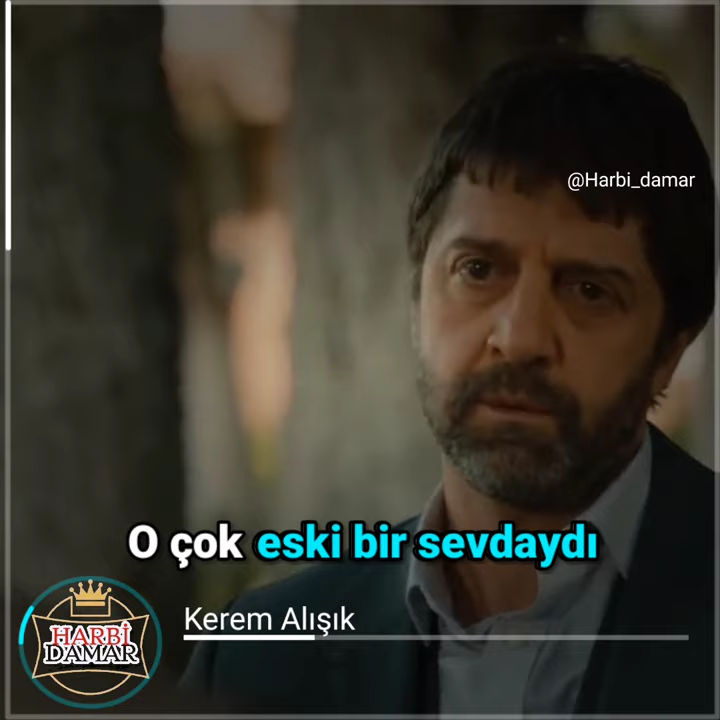 @Harbi_damar
O çok eski bir sevdaydı
Kerem Alışık
HARBİ
DAMAR